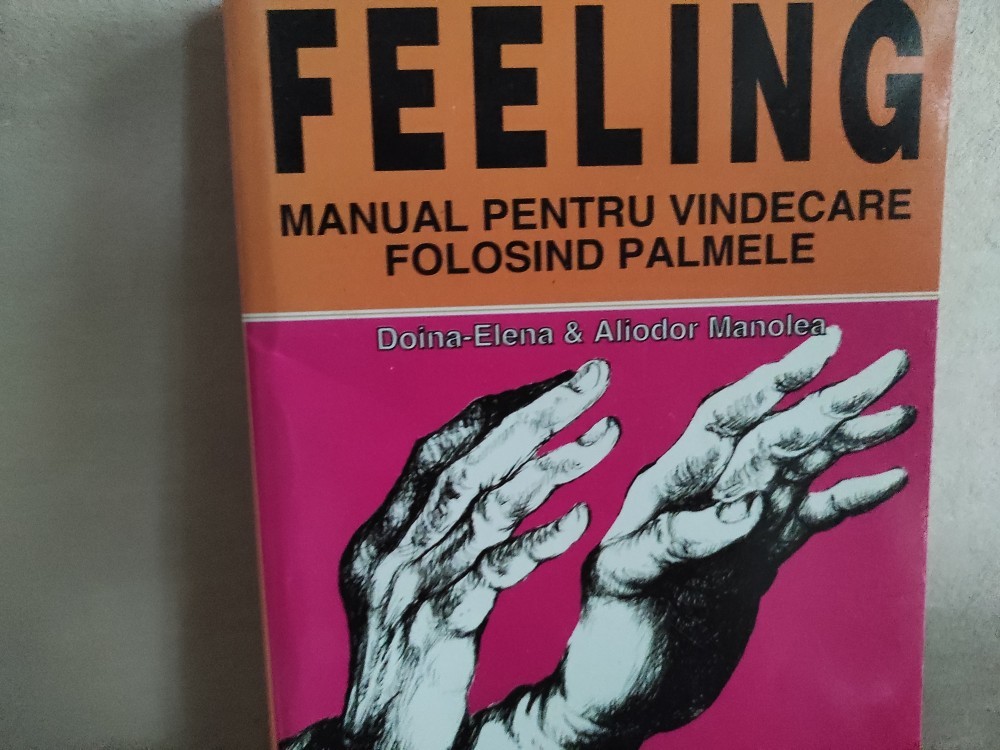 FEELING
MANUAL PENTRU VINDECARE
FOLOSIND PALMELE
Doina-Elena & Aliodor Manolea